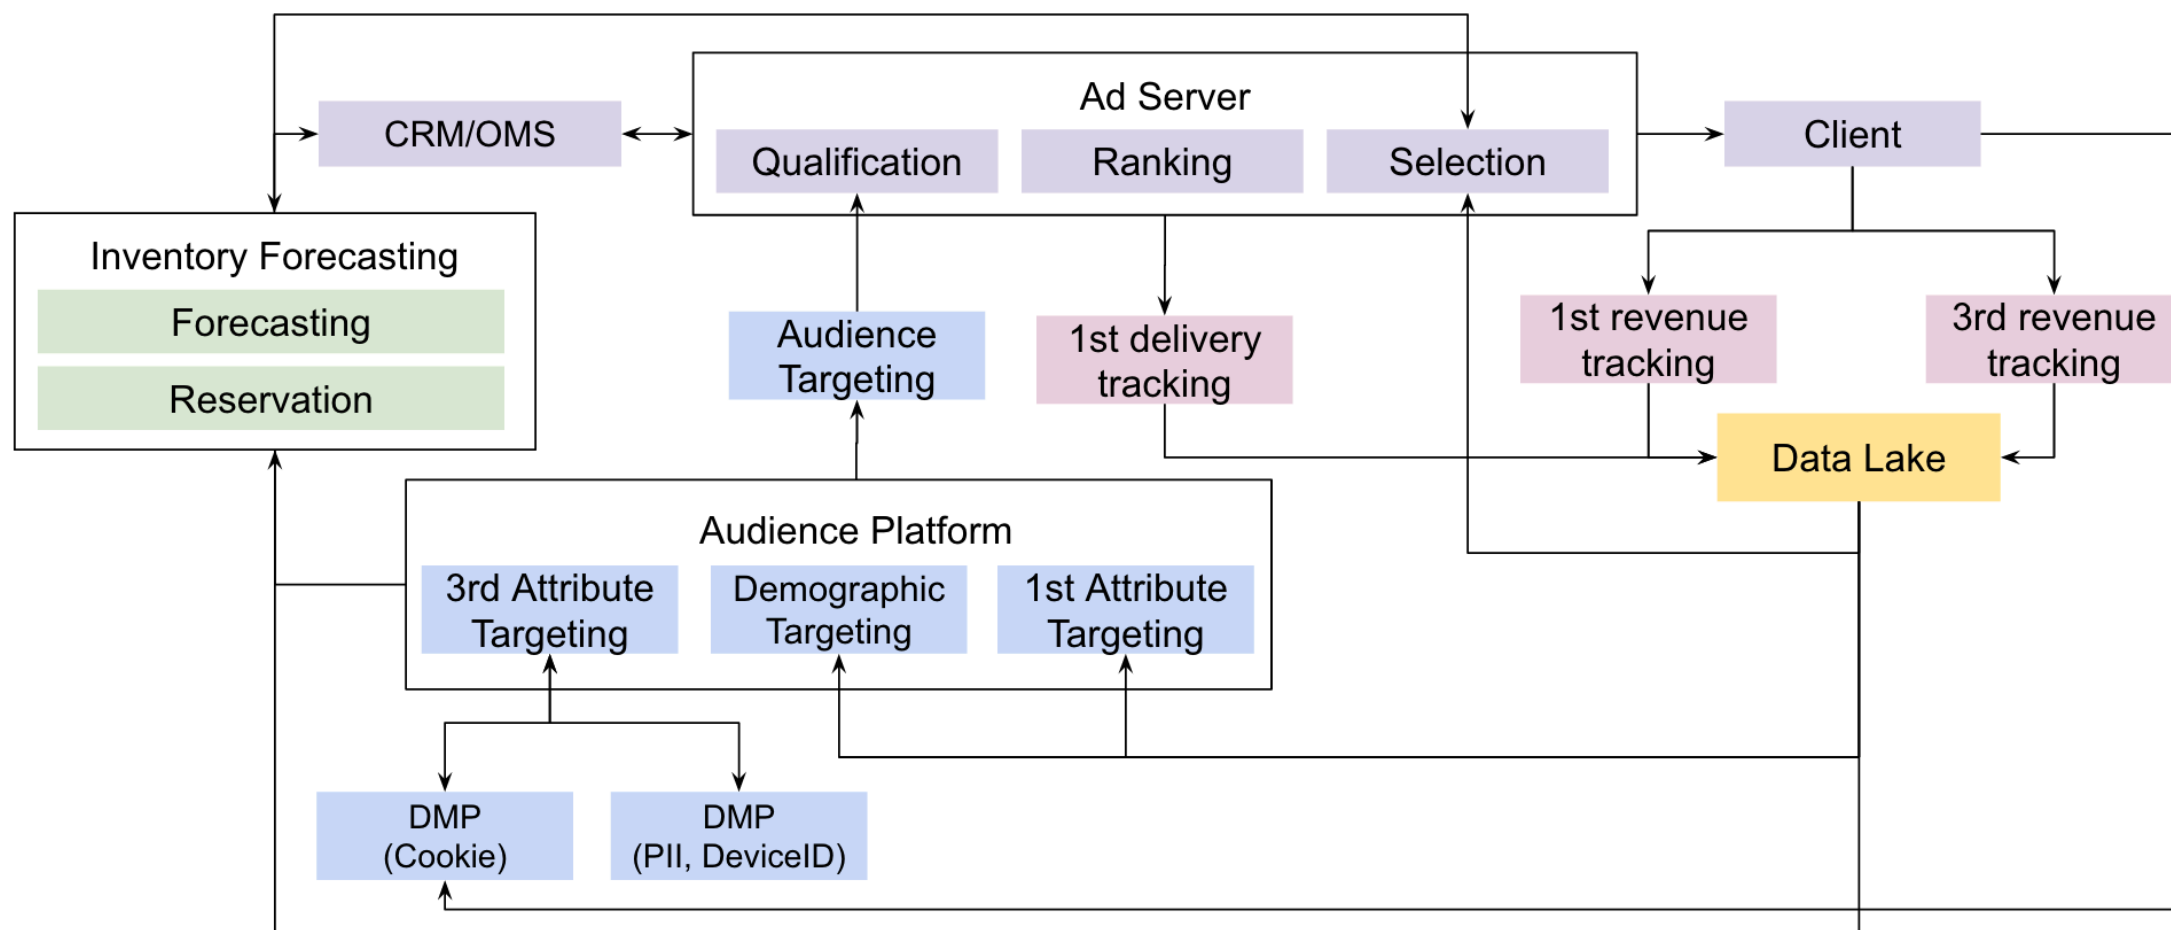 Ad Server
CRM/OMS
Client
Qualification
Ranking
Selection
Inventory Forecasting
Forecasting
Reservation
Audience
Targeting
1st delivery
tracking
1st revenue
tracking
3rd revenue
tracking
Data Lake
Audience Platform
3rd Attribute
Targeting
Demographic
Targeting
1st Attribute
Targeting
DMP
(Cookie)
DMP
(PII, DeviceID)